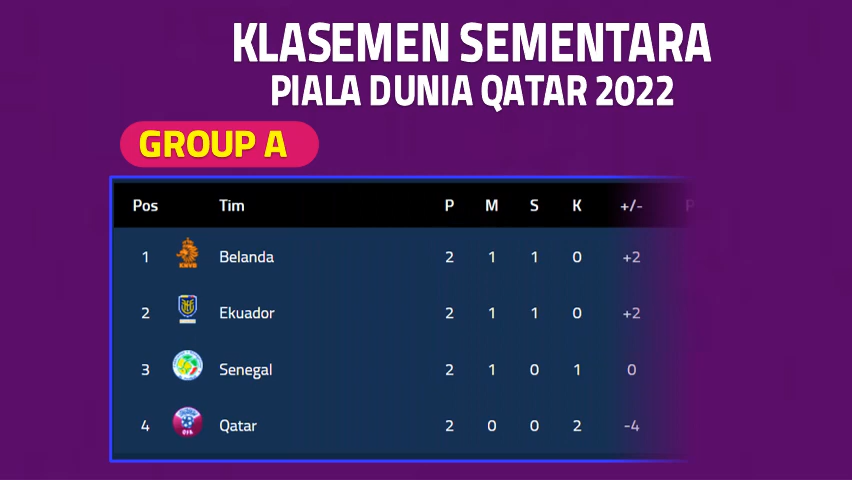 KLASEMEN SEMENTARA
PIALA DUNIA QATAR 2022
GROUP A
Pos Tim P M S K +/- P
1 KNVB Belanda 2 1 1 0 +2
2 Ekuador 2 1 1 0 +2
3 Senegal 2 1 0 1 0
4 Qatar 2 0 0 2 -4